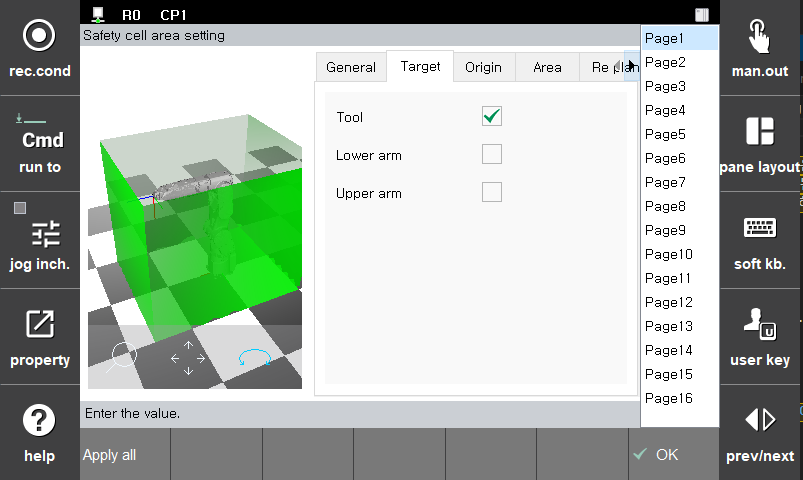 R0 CP1
Safety cell area setting
rec.cond
Cmd
run to
jog inch.
property
help
General
Target
Origin
Area
Re plan
Tool
Lower arm
Upper arm
Page1
Page2
Page3
Page4
Page5
Page6
Page7
Page8
Page9
Page10
Page11
Page12
Page13
Page14
Page15
Page16
man.out
pane layout
soft kb.
U
user key
prev/next
Enter the value.
Apply all
OK